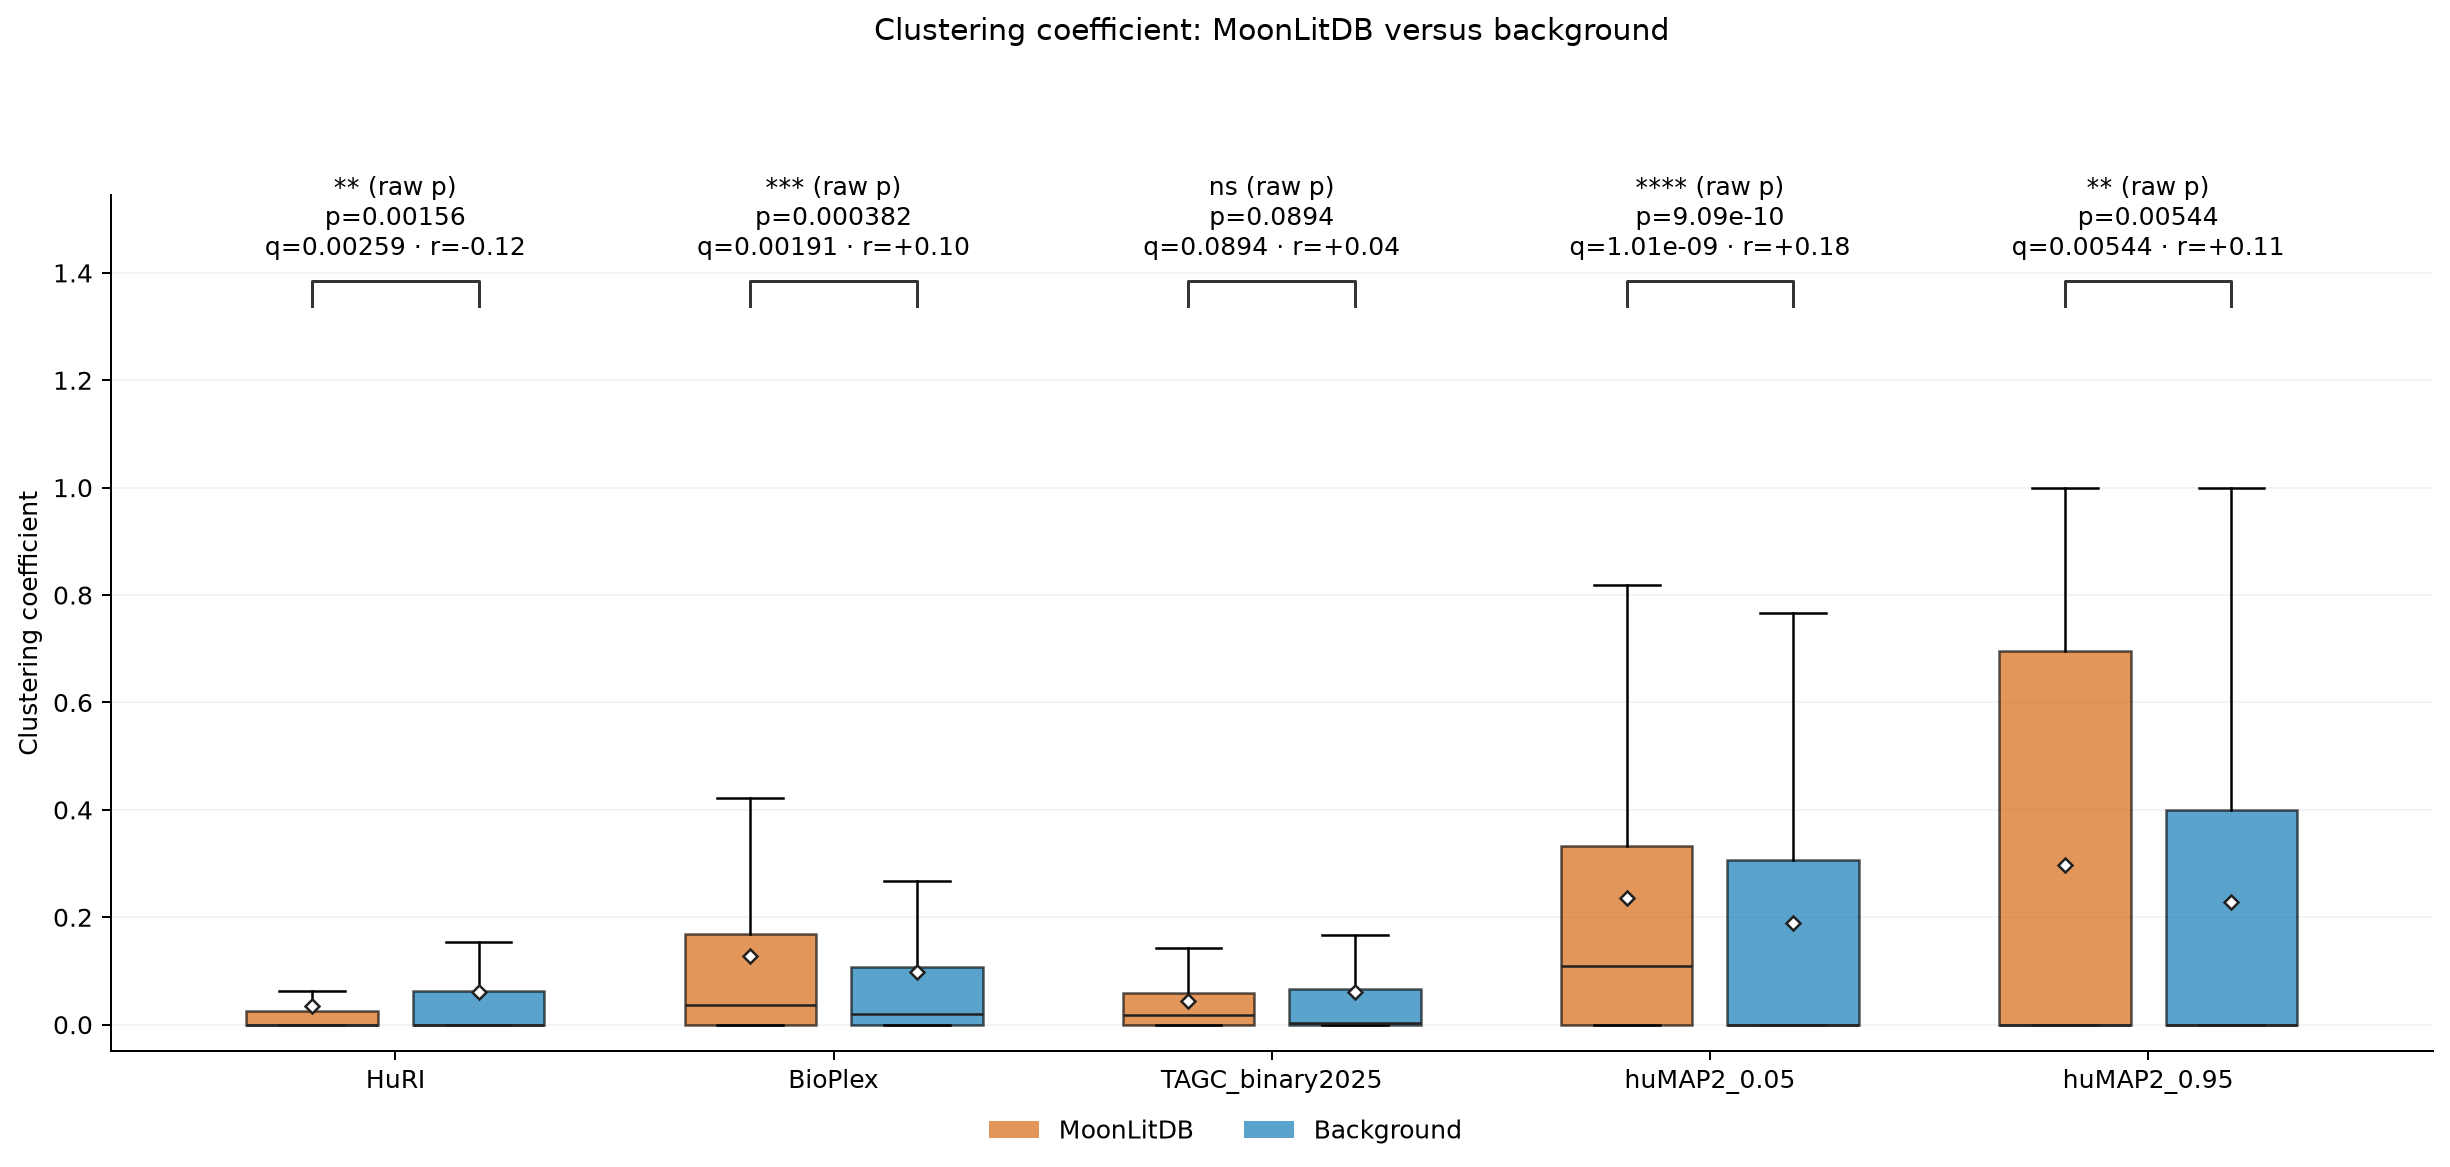 Clustering coefficient: MoonLitDB versus background
** (raw p)
p=0.00156
q=0.00259 · r=-0.12
*** (raw p)
p=0.000382
q=0.00191 · r=+0.10
ns (raw p)
p=0.0894
q=0.0894 · r=+0.04
**** (raw p)
p=9.09e-10
q=1.01e-09 · r=+0.18
** (raw p)
p=0.00544
q=0.00544 · r=+0.11
Clustering coefficient
1.4
1.2
1.0
0.8
0.6
0.4
0.2
0.0
HuRI
BioPlex
TAGC_binary2025
huMAP2_0.05
huMAP2_0.95
MoonLitDB
Background